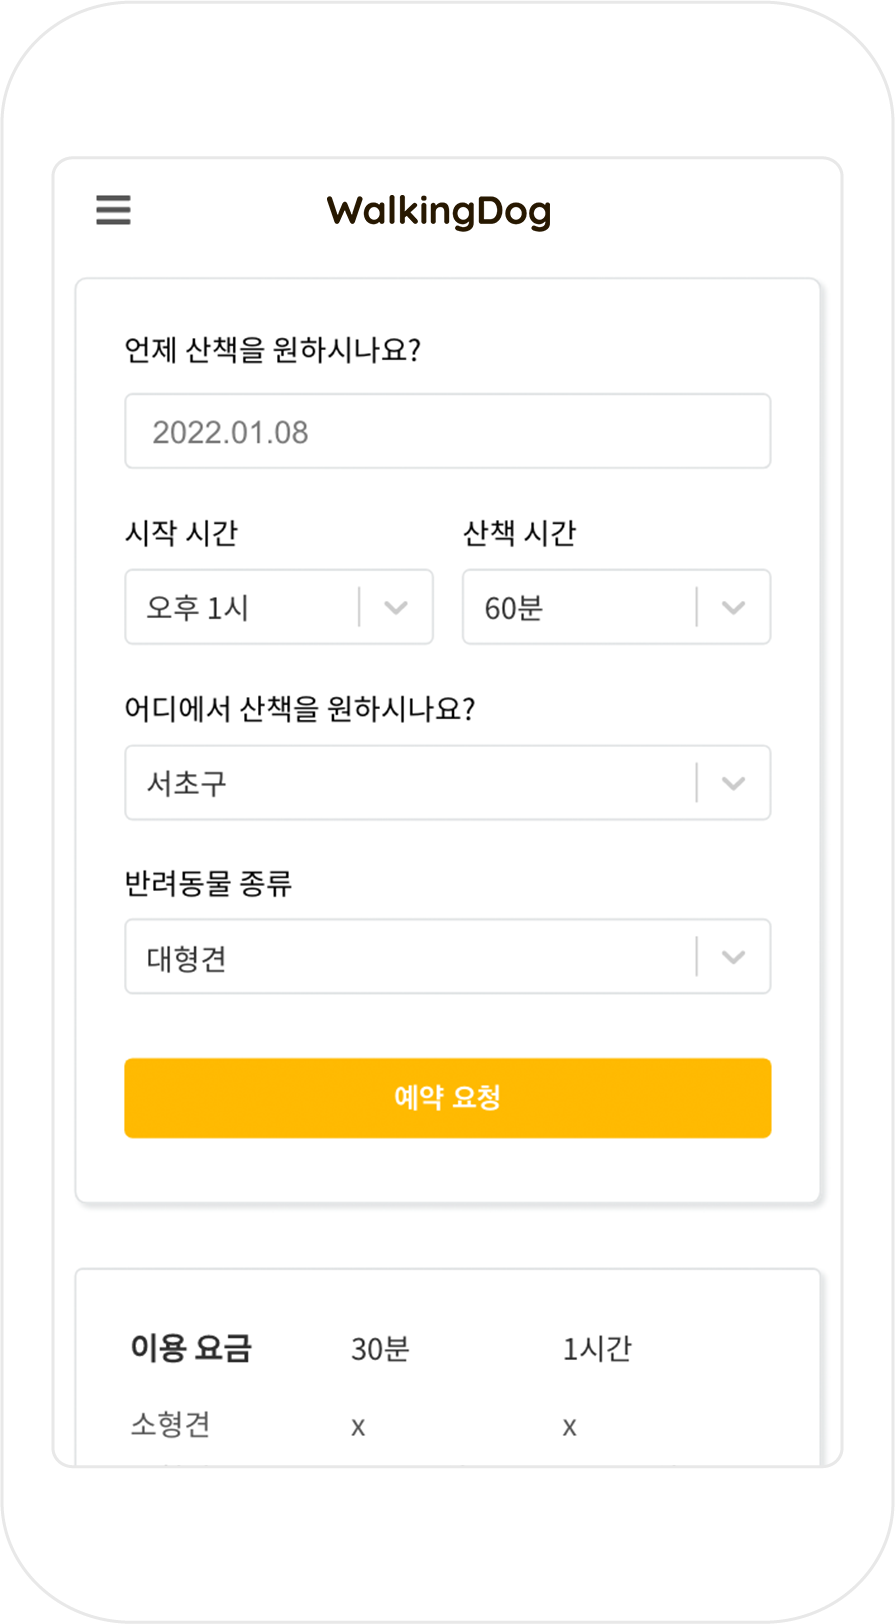 WalkingDog
언제 산책을 원하시나요?
2022.01.08
시작 시간 산책 시간
오후 1시 60분
어디에서 산책을 원하시나요?
서초구
반려동물 종류
대형견
예약 요청
이용 요금 30분 1시간
소형견 x x